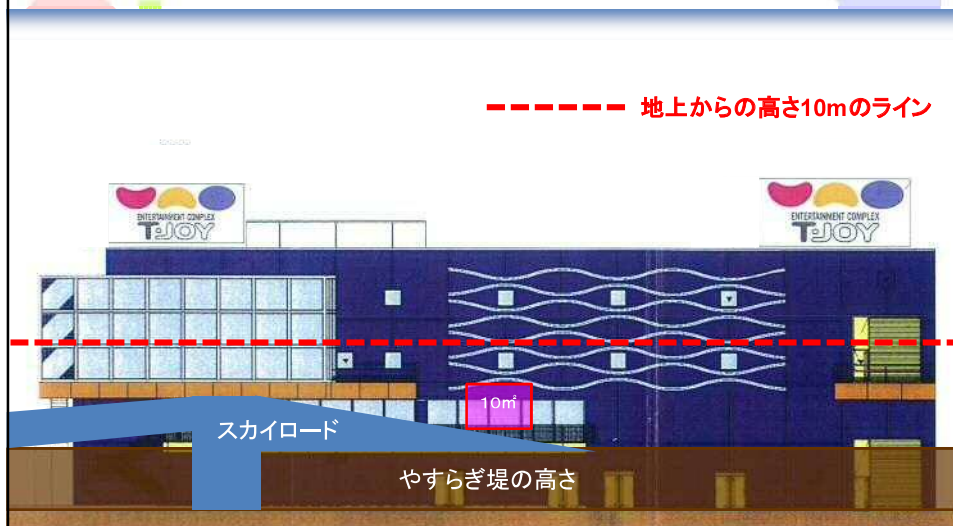 地上からの高さ10mのライン
ENTERTAINMENT COMPLEX
T・JOY
ENTERTAINMENT COMPLEX
T・JOY
10㎡
スカイロード
やすらぎ堤の高さ